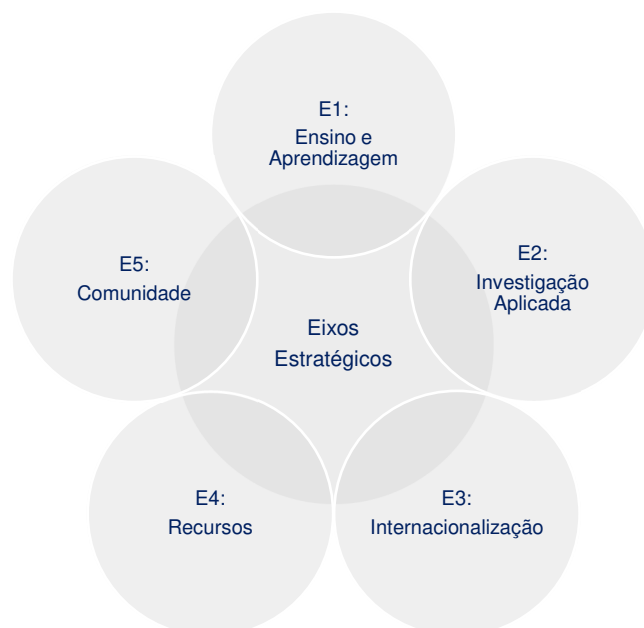 E1:
Ensino e
Aprendizagem
E2:
Investigação
Aplicada
E3:
Internacionalização
E4:
Recursos
E5:
Comunidade
Eixos
Estratégicos